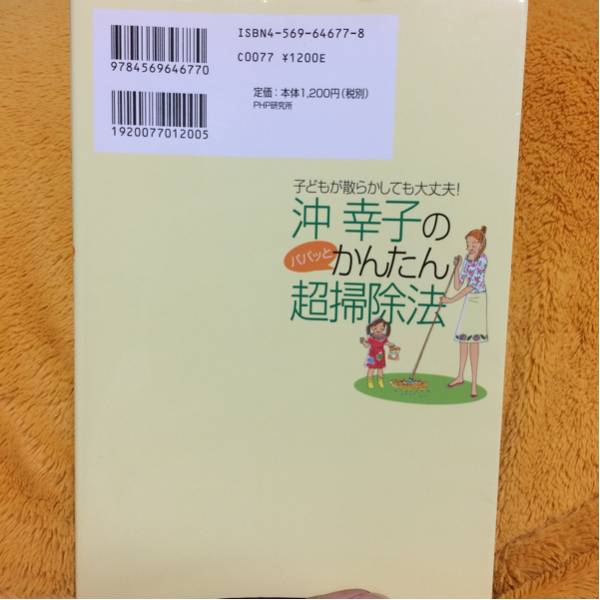 ISBN4-569-64677-8
C0077 ¥1200E
9784569646770
定価：本体1,200円（税別）
PHP研究所
1920077012005
子どもが散らかしても大丈夫！
沖 幸子の
パパッと かんたん
超掃除法